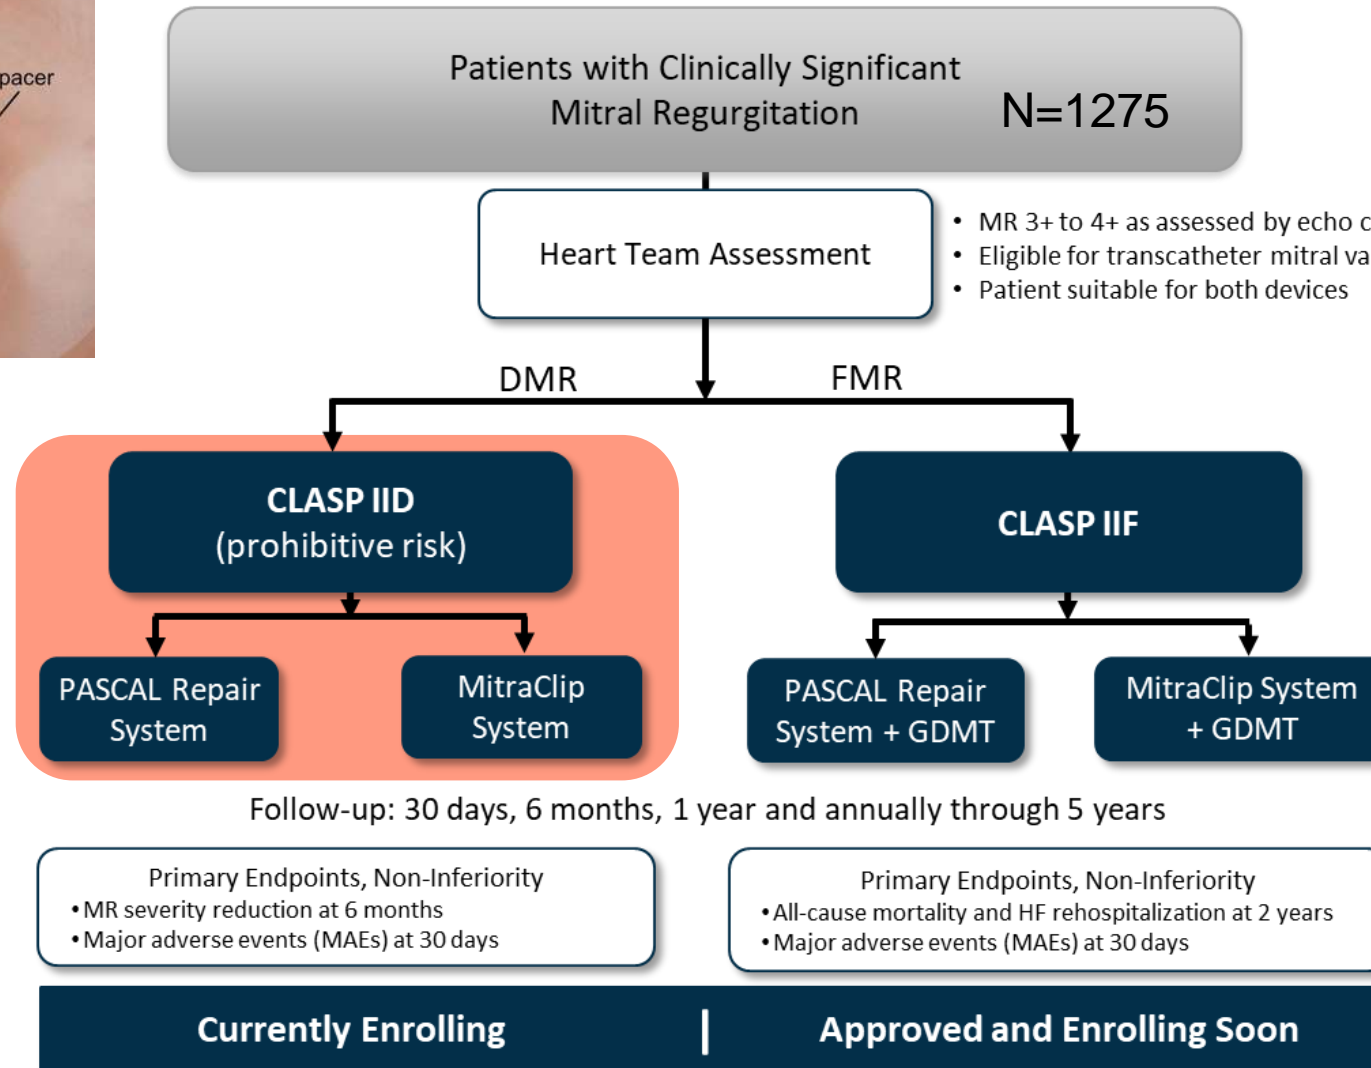 pacer
Patients with Clinically Significant
Mitral Regurgitation N=1275
Heart Team Assessment
• MR 3+ to 4+ as assessed by echo
• Eligible for transcatheter mitral
• Patient suitable for both devices
DMR
FMR
CLASP IID
(prohibitive risk)
CLASP IIF
PASCAL Repair
System
MitraClip
System
PASCAL Repair
System + GDMT
MitraClip System
+ GDMT
Follow-up: 30 days, 6 months, 1 year and annually through 5 years
Primary Endpoints, Non-Inferiority
• MR severity reduction at 6 months
• Major adverse events (MAEs) at 30 days
Primary Endpoints, Non-Inferiority
• All-cause mortality and HF rehospitalization at 2 years
• Major adverse events (MAEs) at 30 days
Currently Enrolling | Approved and Enrolling Soon